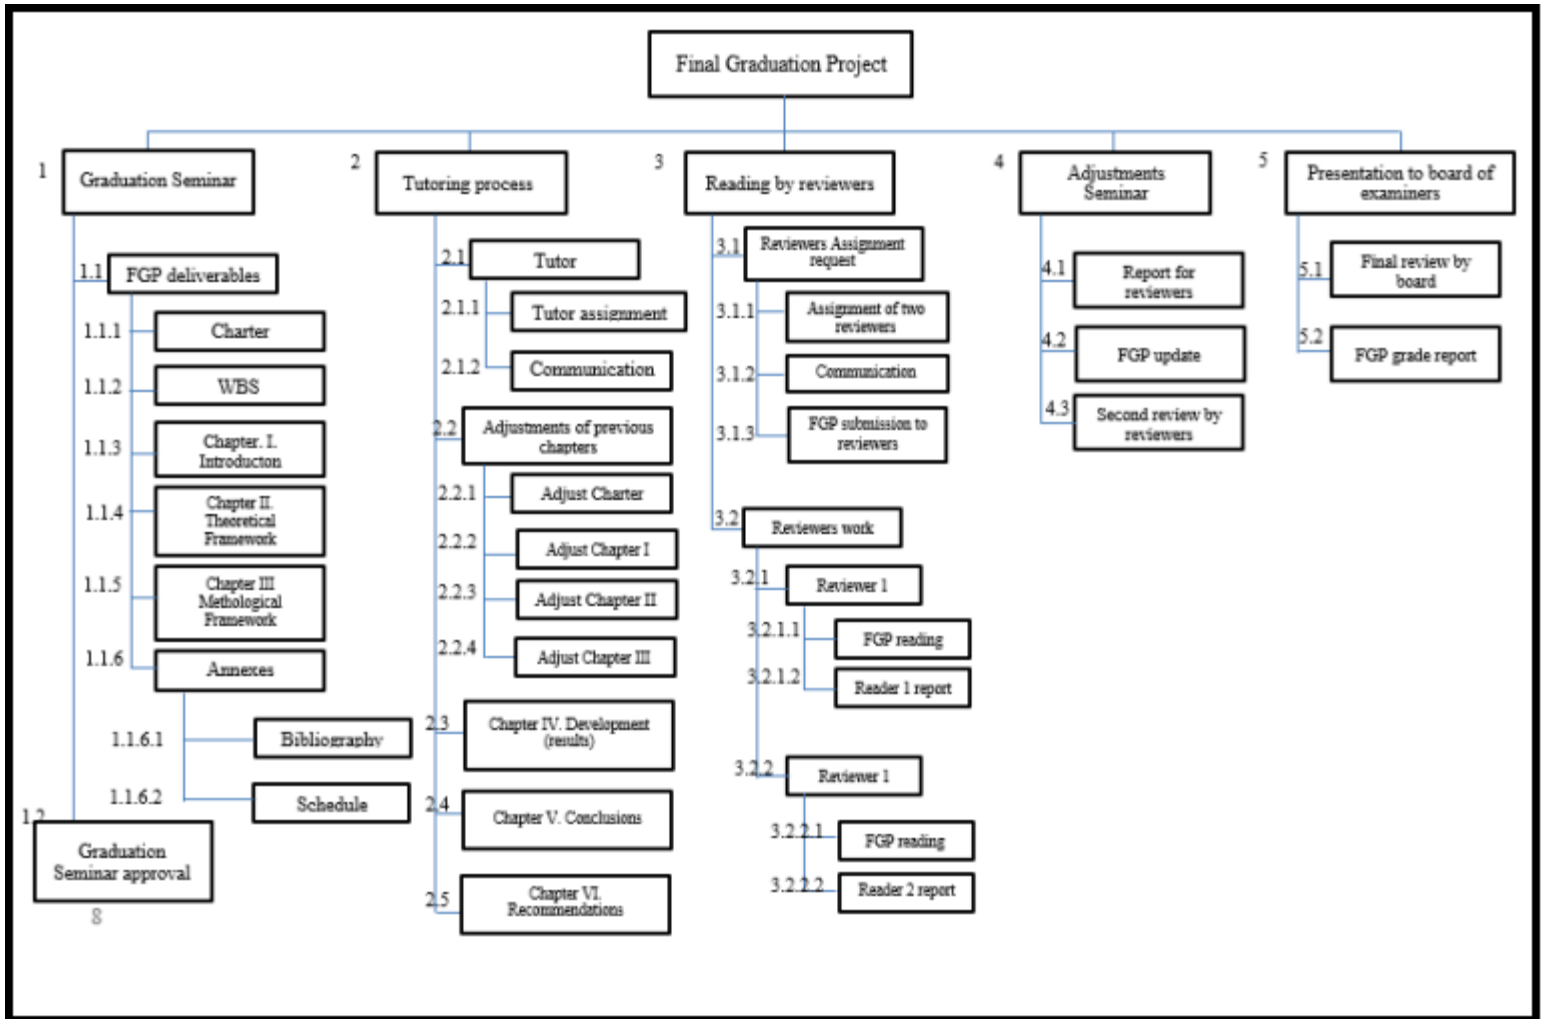 Final Graduation Project
1
Graduation Seminar
1.1
FGP deliverables
1.1.1
Charter
1.1.2
WBS
1.1.3
Chapter. I.
Introducton
1.1.4
Chapter II.
Theoretical
Framework
1.1.5
Chapter III
Methological
Framework
1.1.6
Annexes
1.1.6.1
Bibliography
1.1.6.2
Schedule
1.2
Graduation
Seminar approval
8
2
Tutoring process
2.1
Tutor
2.1.1
Tutor assignment
2.1.2
Communication
2.2
Adjustments of previous
chapters
2.2.1
Adjust Charter
2.2.2
Adjust Chapter I
2.2.3
Adjust Chapter II
2.2.4
Adjust Chapter III
2.3
Chapter IV. Development
(results)
2.4
Chapter V. Conclusions
2.5
Chapter VI.
Recommendations
3
Reading by reviewers
3.1
Reviewers Assignment
request
3.1.1
Assignment of two
reviewers
3.1.2
Communication
3.1.3
FGP submission to
reviewers
3.2
Reviewers work
3.2.1
Reviewer 1
3.2.1.1
FGP reading
3.2.1.2
Reader 1 report
3.2.2
Reviewer 1
3.2.2.1
FGP reading
3.2.2.2
Reader 2 report
4
Adjustments
Seminar
4.1
Report for
reviewers
4.2
FGP update
4.3
Second review by
reviewers
5
Presentation to board of
examiners
5.1
Final review by
board
5.2
FGP grade report